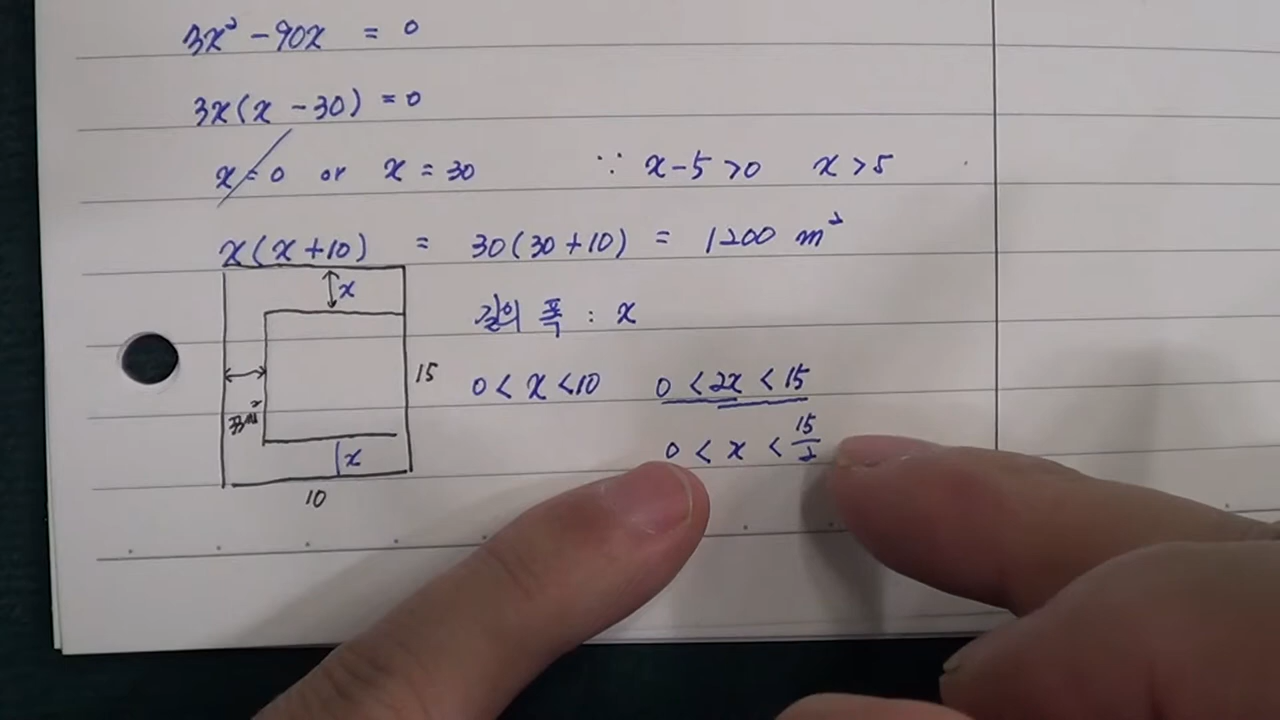 3x² - 90x = 0
3x(x - 30) = 0
x = 0 or x = 30 ∵ x - 5 > 0 x > 5
x(x + 10) = 30(30 + 10) = 1200 m²
x
길의 폭 : x
15
0 < x < 10 0 < 2x < 15
0 < x < 15/2
x
10